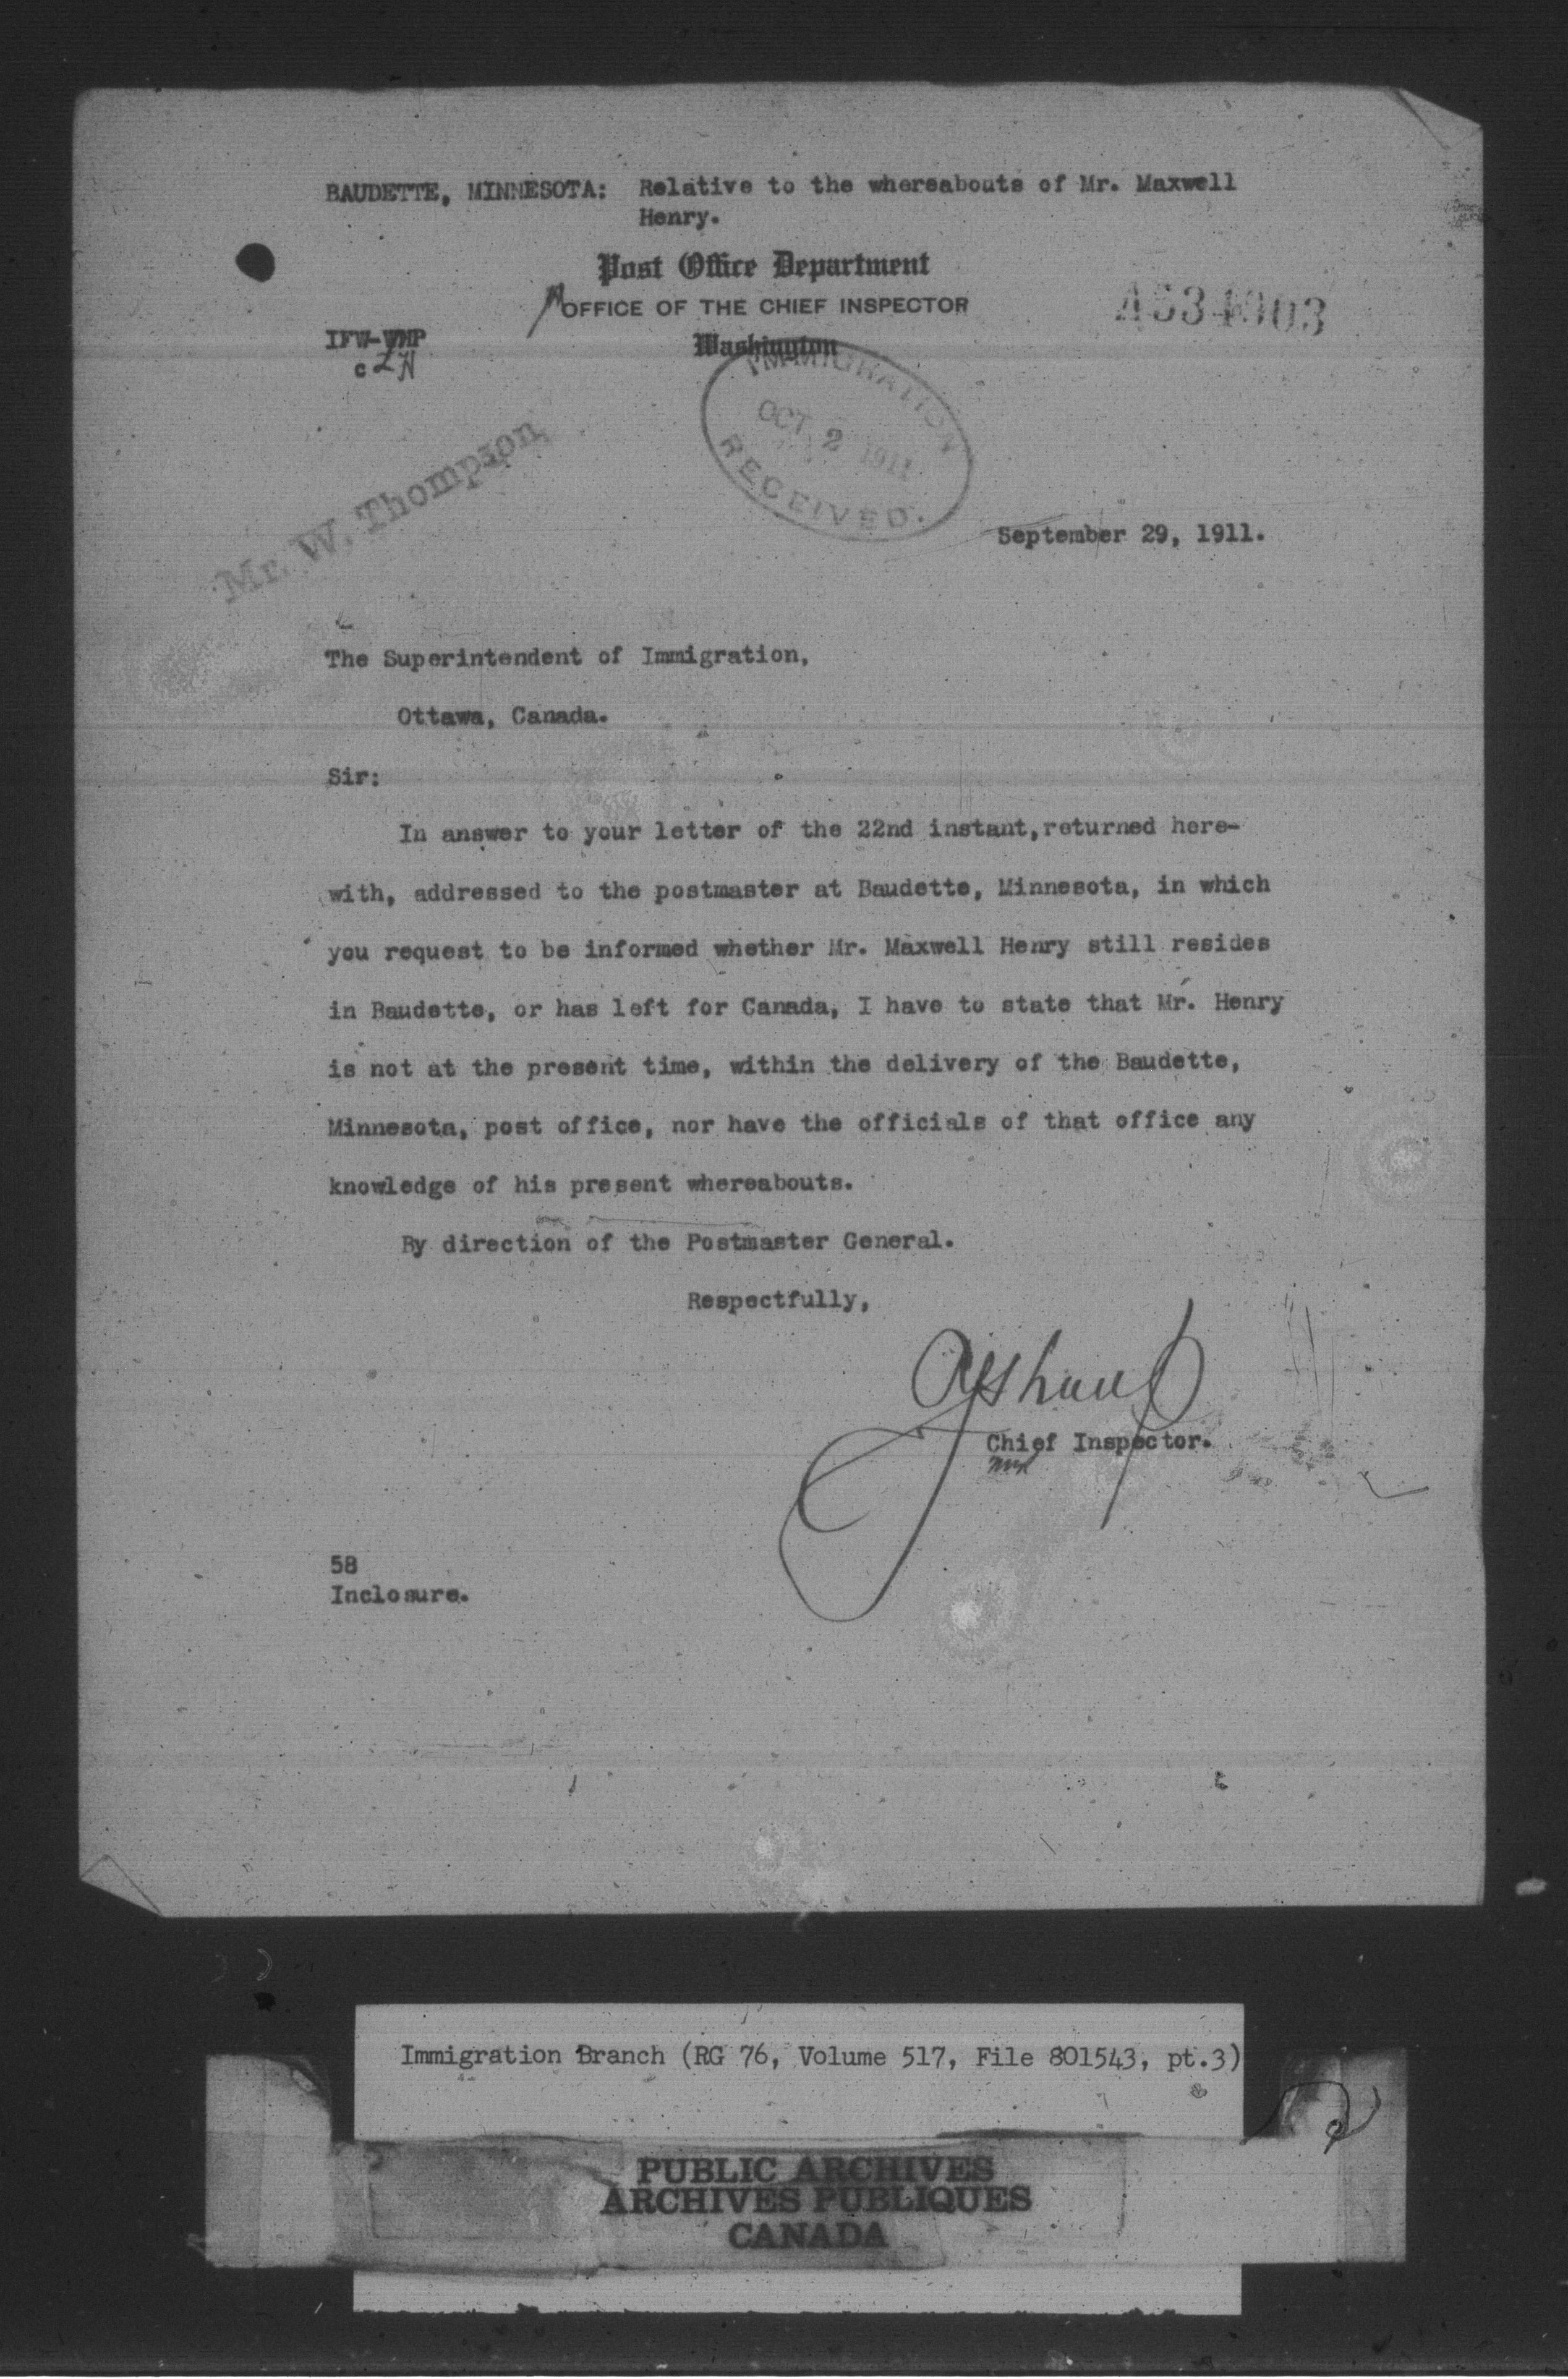 BAUDETTE, MINNESOTA: Relative to the whereabouts of Mr. Maxwell
Henry.
Post Office Department
OFFICE OF THE CHIEF INSPECTOR
Washington
IFW-WMP
c
IMMIGRATION
OCT 2 1911
RECEIVED.
Mr. W. Thompson
September 29, 1911.
The Superintendent of Immigration,
Ottawa, Canada.
Sir:
In answer to your letter of the 22nd instant, returned here-
with, addressed to the postmaster at Baudette, Minnesota, in which
you request to be informed whether Mr. Maxwell Henry still resides
in Baudette, or has left for Canada, I have to state that Mr. Henry
is not at the present time, within the delivery of the Baudette,
Minnesota, post office, nor have the officials of that office any
knowledge of his present whereabouts.
By direction of the Postmaster General.
Respectfully,
Chief Inspector.
58
Inclosure.
Immigration Branch (RG 76, Volume 517, File 801543, pt.3)
PUBLIC ARCHIVES
ARCHIVES PUBLIQUES
CANADA